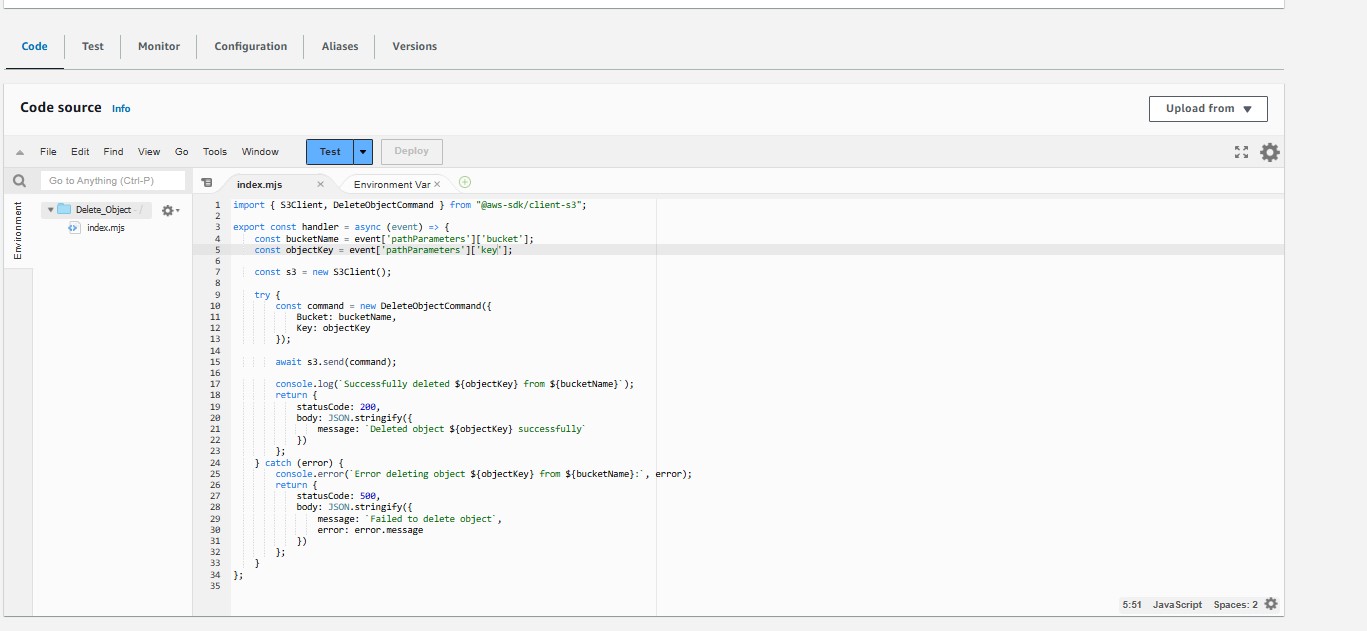 Code Test Monitor Configuration Aliases Versions
Code source Info
Upload from
File Edit Find View Go Tools Window Test Deploy
Go to Anything (Ctrl-P)
index.mjs Environment Var
Environment
Delete_Object /
index.mjs
1 import { S3Client, DeleteObjectCommand } from "@aws-sdk/client-s3";
2
3 export const handler = async (event) => {
4 const bucketName = event['pathParameters']['bucket'];
5 const objectKey = event['pathParameters']['key'];
6
7 const s3 = new S3Client();
8
9 try {
10 const command = new DeleteObjectCommand({
11 Bucket: bucketName,
12 Key: objectKey
13 });
14
15 await s3.send(command);
16
17 console.log(`Successfully deleted ${objectKey} from ${bucketName}`);
18 return {
19 statusCode: 200,
20 body: JSON.stringify({
21 message: `Deleted object ${objectKey} successfully`
22 })
23 };
24 } catch (error) {
25 console.error(`Error deleting object ${objectKey} from ${bucketName}:`, error);
26 return {
27 statusCode: 500,
28 body: JSON.stringify({
29 message: `Failed to delete object`,
30 error: error.message
31 })
32 };
33 }
34 };
35
5:51 JavaScript Spaces: 2